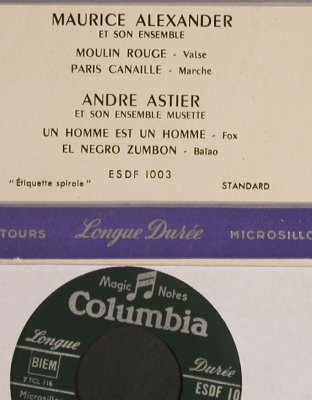 MAURICE ALEXANDER
ET SON ENSEMBLE
MOULIN ROUGE - Valse
PARIS CANAILLE - Marche
ANDRE ASTIER
ET SON ENSEMBLE MUSETTE
UN HOMME EST UN HOMME - Fox
EL NEGRO ZUMBON - Baïao
ESDF 1003
"Étiquette spirale" STANDARD
TOURS Longue Durée MICROSILLO
Magic Notes
Columbia
Longue Durée
BIEM
7 TCL 116
ESDF 10
Microsillon